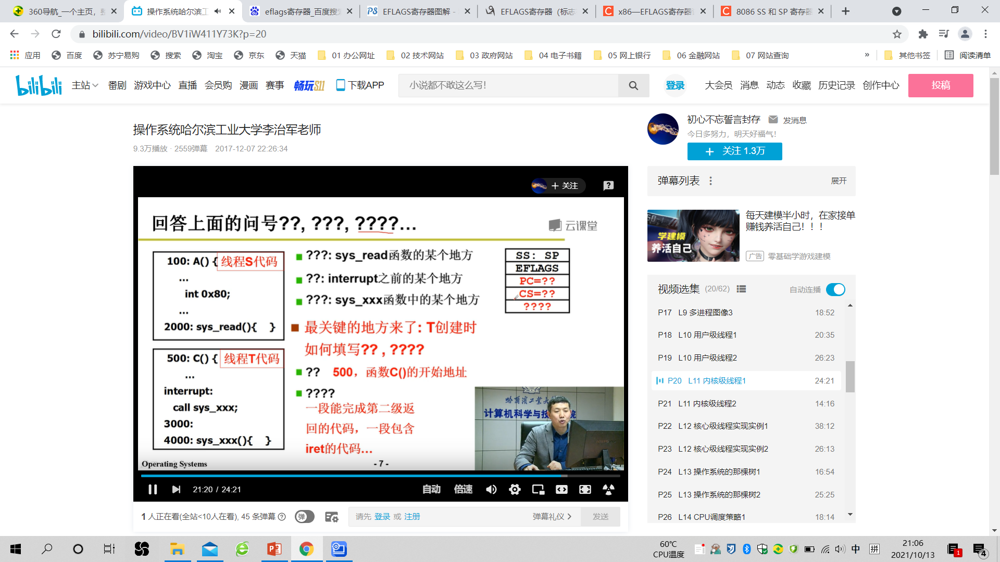 360导航_一个主页,整
操作系统哈尔滨工
eflags寄存器_百度搜索
EFLAGS寄存器图解 -
EFLAGS寄存器（标志
x86—EFLAGS寄存器
8086 SS 和 SP 寄存器
bilibili.com/video/BV1iW411Y73K?p=20
应用 百度 苏宁易购 搜索 淘宝 京东 天猫 01 办公网址 02 技术网站 03 政府网站 04 电子书籍 05 网上银行 06 金融网站 07 网站查询 » 其他书签 阅读清单
bilibili 主站 番剧 游戏中心 直播 会员购 漫画 赛事 畅玩S11 下载APP 小说都不敢这么写! 登录 大会员 消息 动态 收藏 历史记录 创作中心 投稿
操作系统哈尔滨工业大学李治军老师
9.3万播放 · 2559弹幕 2017-12-07 22:26:34
初心不忘誓言封存 发消息
今日多努力，明天好福气!
+ 关注 1.3万
+ 关注
回答上面的问号??, ???, ????...
云课堂
100: A() { 线程S代码
...
int 0x80;
...
2000: sys_read(){ }
500: C() { 线程T代码
...
interrupt:
call sys_xxx;
3000:
4000: sys_xxx(){ }
???: sys_read函数的某个地方
??: interrupt之前的某个地方
???: sys_xxx函数中的某个地方
最关键的地方来了: T创建时
如何填写?? , ????
?? 500，函数C()的开始地址
????
一段能完成第二级返
回的代码，一段包含
iret的代码...
SS: SP
EFLAGS
PC=??
CS=??
????
哈尔滨工业大
计算机科学与技 院
Operating Systems
- 7 -
21:20 / 24:21 自动 倍速
1 人正在看(全站<10人在看), 45 条弹幕 弹 请先 登录 或 注册 弹幕礼仪 发送
弹幕列表 展开
学建模
养活自己
每天建模半小时，在家接单
赚钱养活自己！！！
广告 零基础学游戏建模
视频选集 (20/62) 自动连播
P17 L9 多进程图像3 18:52
P18 L10 用户级线程1 20:35
P19 L10 用户级线程2 26:23
P20 L11 内核级线程1 24:21
P21 L11 内核级线程2 14:16
P22 L12 核心级线程实现实例1 38:12
P23 L12 核心级线程实现实例2 26:13
P24 L13 操作系统的那棵树1 16:54
P25 L13 操作系统的那棵树2 25:25
P26 L14 CPU调度策略1 18:14
60℃
CPU温度
中 拼
21:06
2021/10/13
1
4